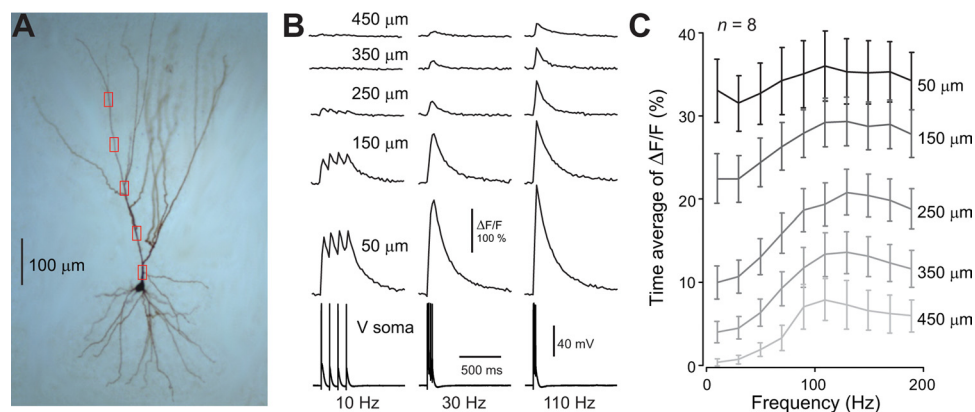 A
100 μm
B
450 μm
350 μm
250 μm
150 μm
50 μm
ΔF/F
100 %
V soma
40 mV
500 ms
10 Hz
30 Hz
110 Hz
C
n = 8
40
30
20
10
0
Time average of ΔF/F (%)
50 μm
150 μm
250 μm
350 μm
450 μm
0
100
200
Frequency (Hz)